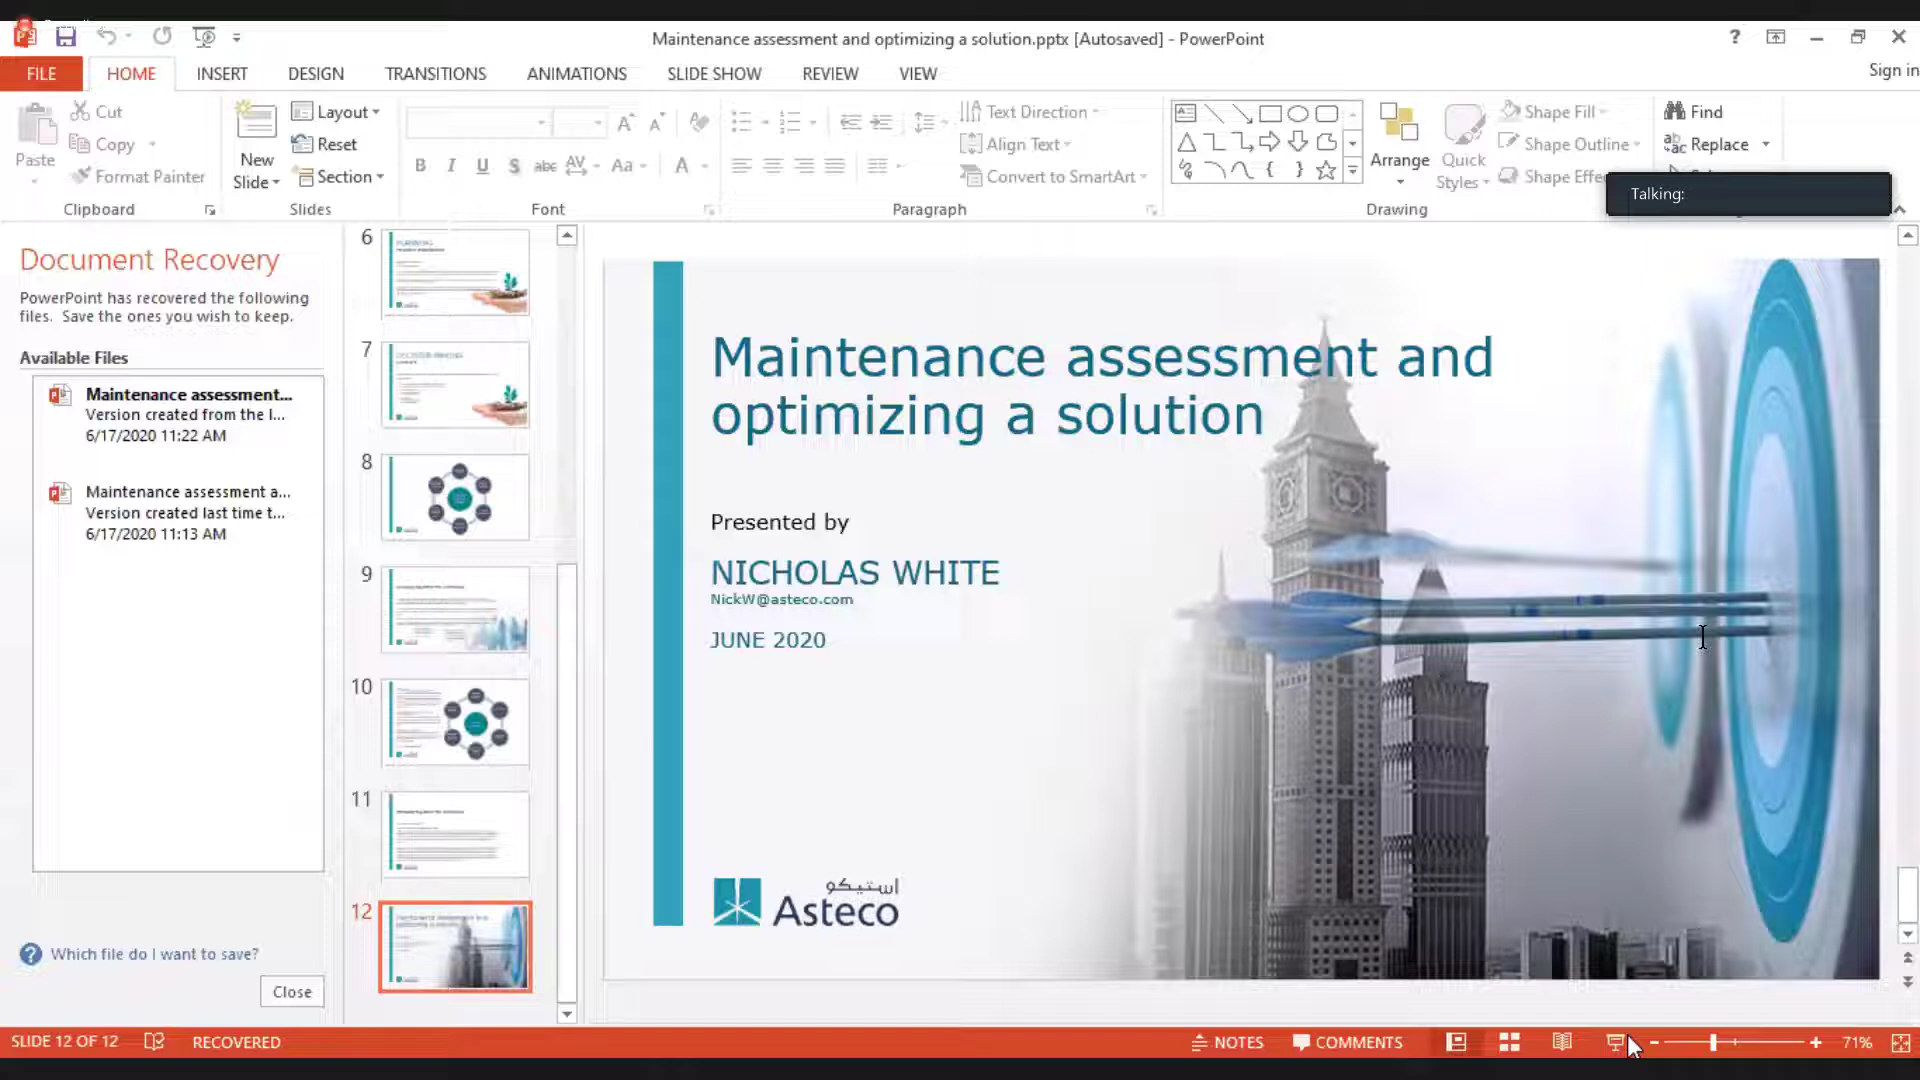 Maintenance assessment and optimizing a solution.pptx [Autosaved] - PowerPoint
?
FILE
HOME
INSERT
DESIGN
TRANSITIONS
ANIMATIONS
SLIDE SHOW
REVIEW
VIEW
Sign in
Paste
Cut
Copy
Format Painter
Clipboard
New
Slide
Layout
Reset
Section
Slides
B I U S abc AV Aa A
Font
Text Direction
Align Text
Convert to SmartArt
Paragraph
Arrange
Quick
Styles
Shape Fill
Shape Outline
Shape Effe
Drawing
Find
Replace
Talking:
Document Recovery
PowerPoint has recovered the following
files. Save the ones you wish to keep.
Available Files
Maintenance assessment...
Version created from the l...
6/17/2020 11:22 AM
Maintenance assessment a...
Version created last time t...
6/17/2020 11:13 AM
Which file do I want to save?
Close
6
7
8
9
10
11
12
Maintenance assessment and
optimizing a solution
Presented by
NICHOLAS WHITE
NickW@asteco.com
JUNE 2020
استيكو
Asteco
SLIDE 12 OF 12
RECOVERED
NOTES
COMMENTS
71%